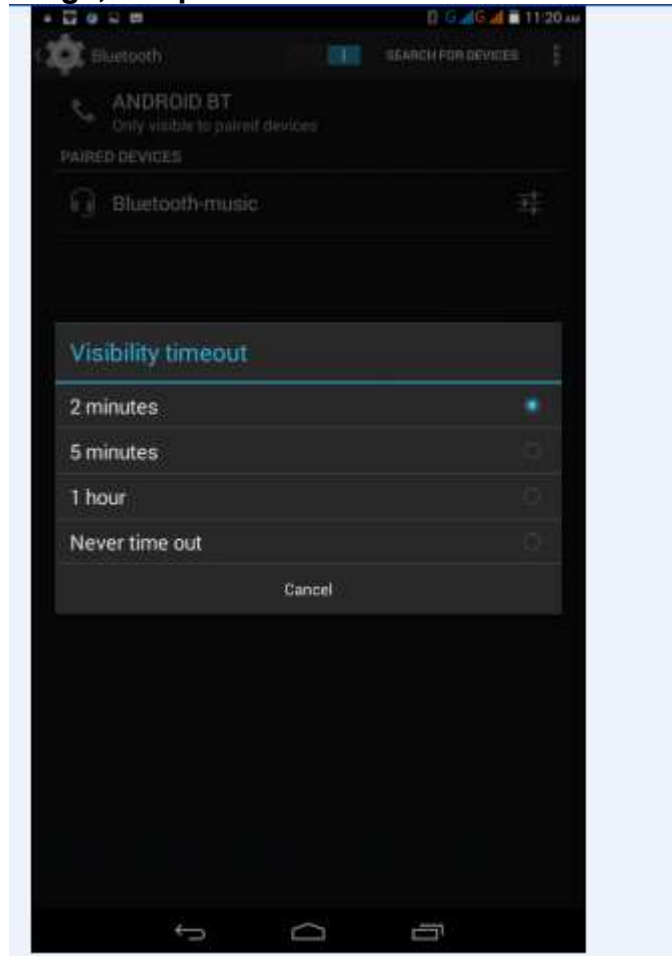 11:20 AM
Bluetooth
SEARCH FOR DEVICES
ANDROID BT
Only visible to paired devices
PAIRED DEVICES
Bluetooth-music
Visibility timeout
2 minutes
5 minutes
1 hour
Never time out
Cancel